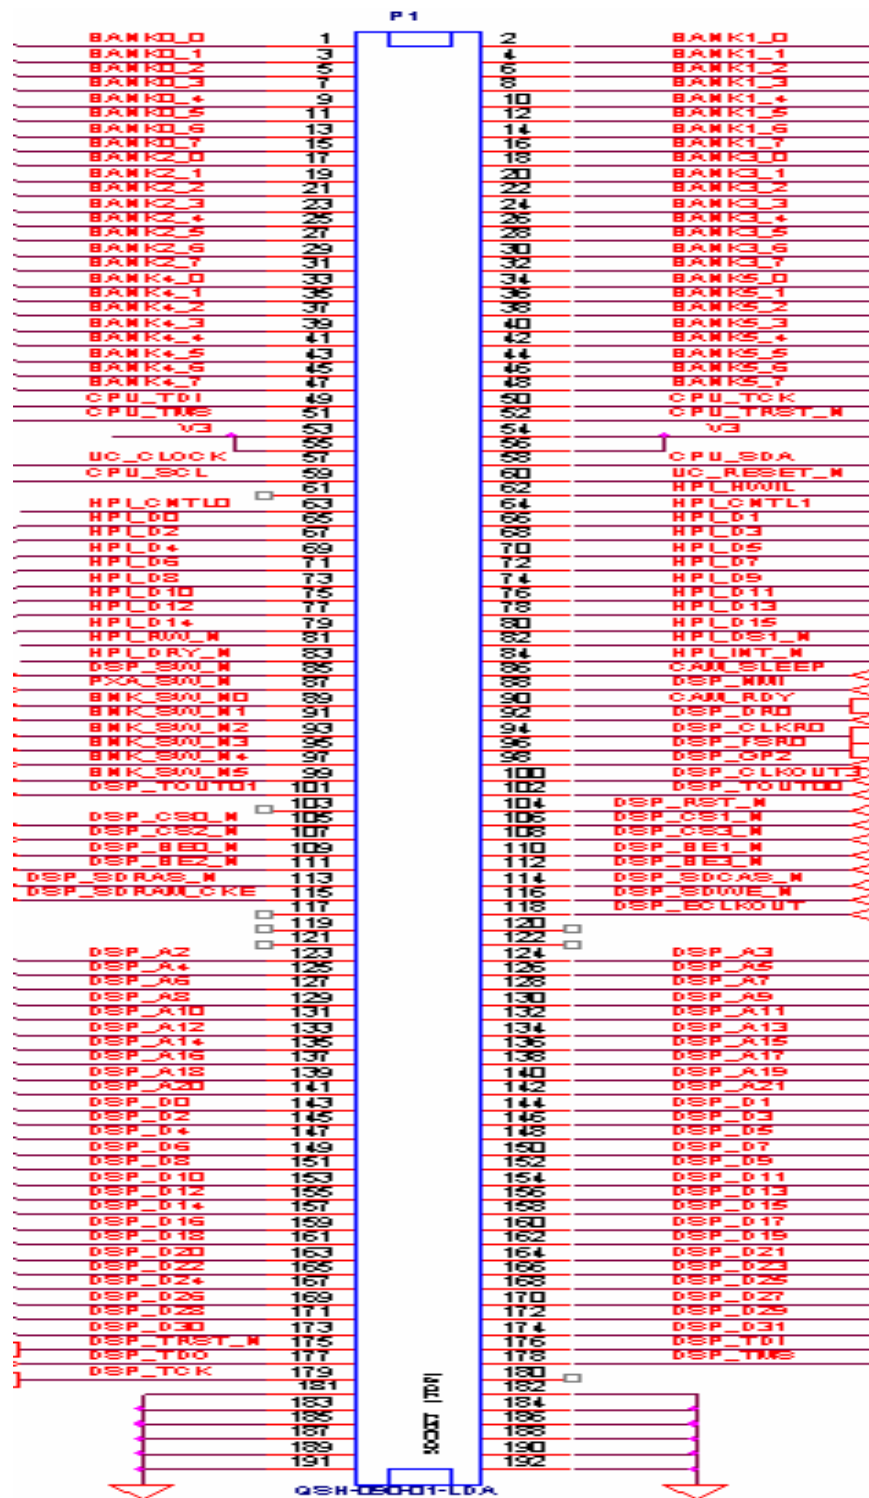 P1
BANK0_0 1 2 BANK1_0
BANK0_1 3 4 BANK1_1
BANK0_2 5 6 BANK1_2
BANK0_3 7 8 BANK1_3
BANK0_4 9 10 BANK1_4
BANK0_5 11 12 BANK1_5
BANK0_6 13 14 BANK1_6
BANK0_7 15 16 BANK1_7
BANK2_0 17 18 BANK3_0
BANK2_1 19 20 BANK3_1
BANK2_2 21 22 BANK3_2
BANK2_3 23 24 BANK3_3
BANK2_4 25 26 BANK3_4
BANK2_5 27 28 BANK3_5
BANK2_6 29 30 BANK3_6
BANK2_7 31 32 BANK3_7
BANK4_0 33 34 BANK5_0
BANK4_1 35 36 BANK5_1
BANK4_2 37 38 BANK5_2
BANK4_3 39 40 BANK5_3
BANK4_4 41 42 BANK5_4
BANK4_5 43 44 BANK5_5
BANK4_6 45 46 BANK5_6
BANK4_7 47 48 BANK5_7
CPU_TDI 49 50 CPU_TCK
CPU_TMS 51 52 CPU_TRST_N
V3 53 54 V3
55 56
UC_CLOCK 57 58 CPU_SDA
CPU_SCL 59 60 UC_RESET_N
61 62 HPI_HWIL
HPI_CNTL0 63 64 HPI_CNTL1
HPI_D0 65 66 HPI_D1
HPI_D2 67 68 HPI_D3
HPI_D4 69 70 HPI_D5
HPI_D6 71 72 HPI_D7
HPI_D8 73 74 HPI_D9
HPI_D10 75 76 HPI_D11
HPI_D12 77 78 HPI_D13
HPI_D14 79 80 HPI_D15
HPI_RW_N 81 82 HPI_DS1_N
HPI_DRY_N 83 84 HPI_INT_N
DSP_SW_N 85 86 CAM_SLEEP
PXA_SW_N 87 88 DSP_NMI
BNK_SW_N0 89 90 CAM_RDY
BNK_SW_N1 91 92 DSP_DR0
BNK_SW_N2 93 94 DSP_CLKR0
BNK_SW_N3 95 96 DSP_FSR0
BNK_SW_N4 97 98 DSP_GP2
BNK_SW_N5 99 100 DSP_CLKOUT3
DSP_TOUT01 101 102 DSP_TOUT00
103 104 DSP_RST_N
DSP_CS0_N 105 106 DSP_CS1_N
DSP_CS2_N 107 108 DSP_CS3_N
DSP_BE0_N 109 110 DSP_BE1_N
DSP_BE2_N 111 112 DSP_BE3_N
DSP_SDRAS_N 113 114 DSP_SDCAS_N
DSP_SDRAM_CKE 115 116 DSP_SDWE_N
117 118 DSP_ECLKOUT
119 120
121 122
DSP_A2 123 124 DSP_A3
DSP_A4 125 126 DSP_A5
DSP_A6 127 128 DSP_A7
DSP_A8 129 130 DSP_A9
DSP_A10 131 132 DSP_A11
DSP_A12 133 134 DSP_A13
DSP_A14 135 136 DSP_A15
DSP_A16 137 138 DSP_A17
DSP_A18 139 140 DSP_A19
DSP_A20 141 142 DSP_A21
DSP_D0 143 144 DSP_D1
DSP_D2 145 146 DSP_D3
DSP_D4 147 148 DSP_D5
DSP_D6 149 150 DSP_D7
DSP_D8 151 152 DSP_D9
DSP_D10 153 154 DSP_D11
DSP_D12 155 156 DSP_D13
DSP_D14 157 158 DSP_D15
DSP_D16 159 160 DSP_D17
DSP_D18 161 162 DSP_D19
DSP_D20 163 164 DSP_D21
DSP_D22 165 166 DSP_D23
DSP_D24 167 168 DSP_D25
DSP_D26 169 170 DSP_D27
DSP_D28 171 172 DSP_D29
DSP_D30 173 174 DSP_D31
DSP_TRST_N 175 176 DSP_TDI
DSP_TDO 177 178 DSP_TMS
DSP_TCK 179 180
181 182
183 184
185 186
187 188
189 190
191 192
QSH-090-01-LDA